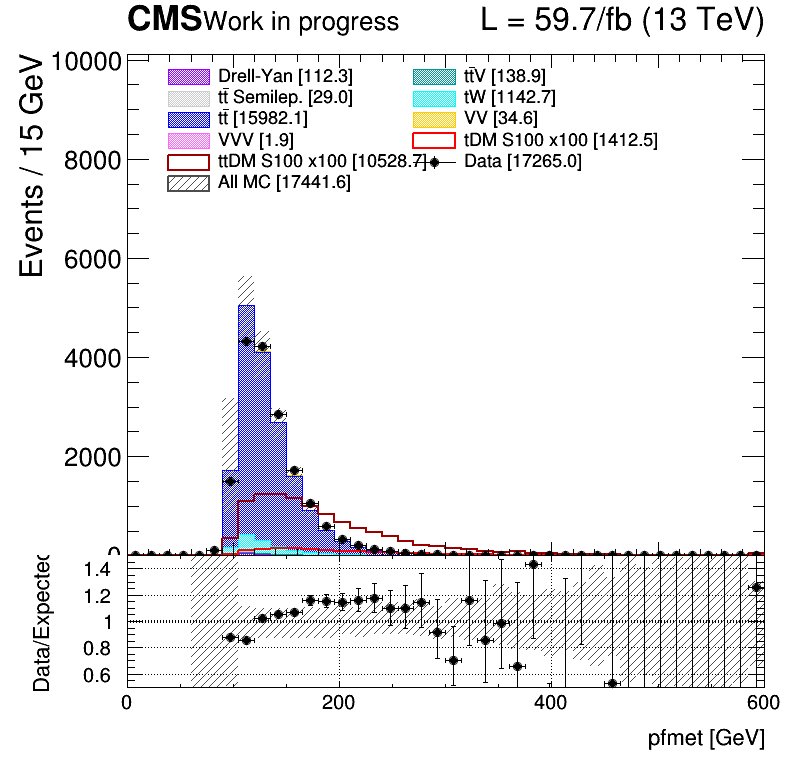 CMS Work in progress L = 59.7/fb (13 TeV)
Events / 15 GeV
10000
8000
6000
4000
2000
0
Drell-Yan [112.3] tt̄V [138.9]
tt̄ Semilep. [29.0] tW [1142.7]
tt̄ [15982.1] VV [34.6]
VVV [1.9] tDM S100 x100 [1412.5]
ttDM S100 x100 [10528.7] Data [17265.0]
All MC [17441.6]
Data/Expected
1.4
1.2
1
0.8
0.6
0 200 400 600
pfmet [GeV]